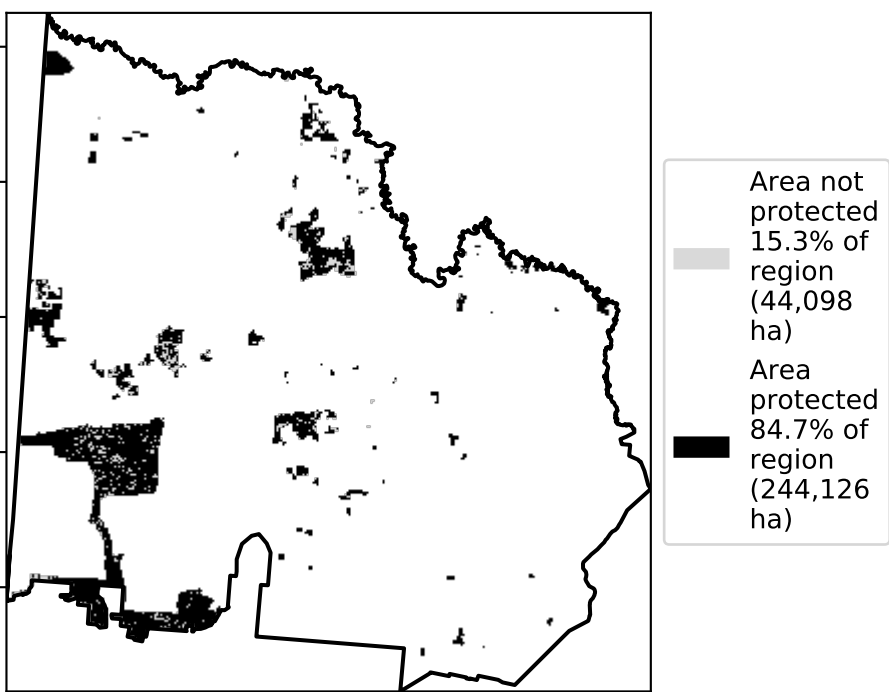 Area not
protected
15.3% of
region
(44,098
ha)
Area
protected
84.7% of
region
(244,126
ha)